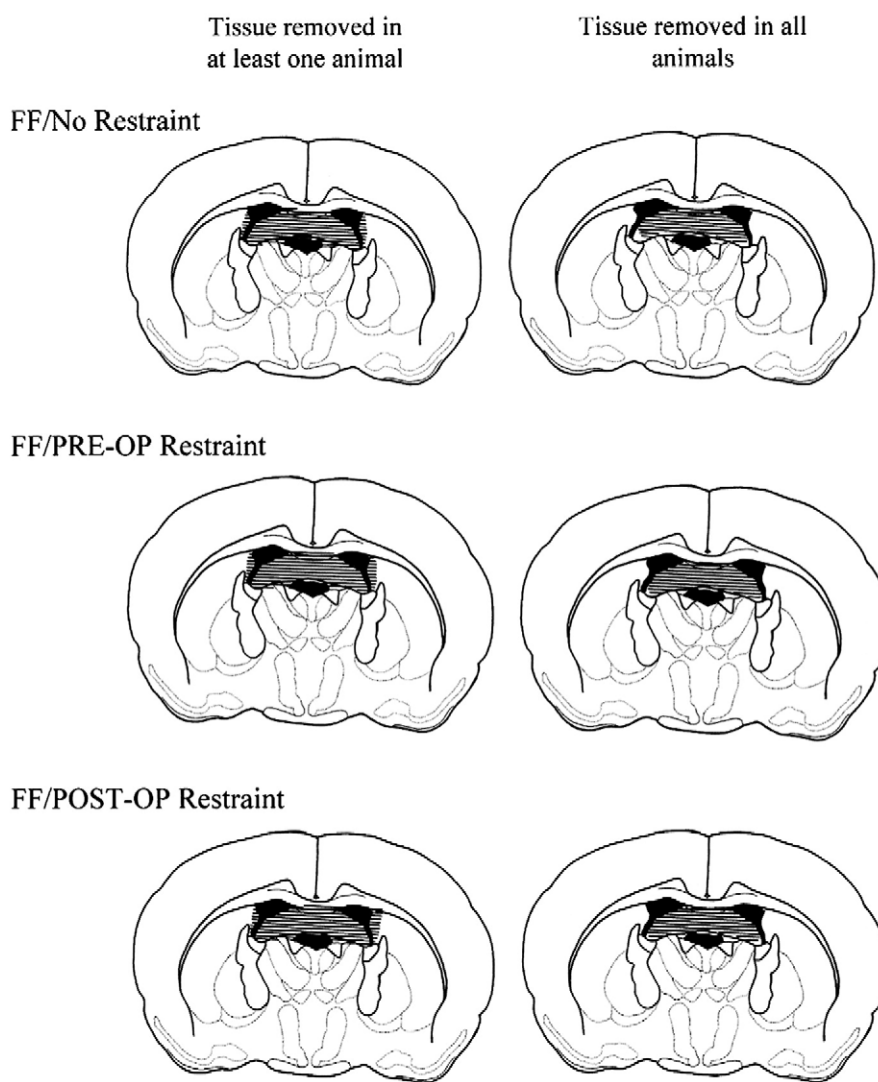 Tissue removed in
at least one animal
Tissue removed in all
animals
FF/No Restraint
FF/PRE-OP Restraint
FF/POST-OP Restraint